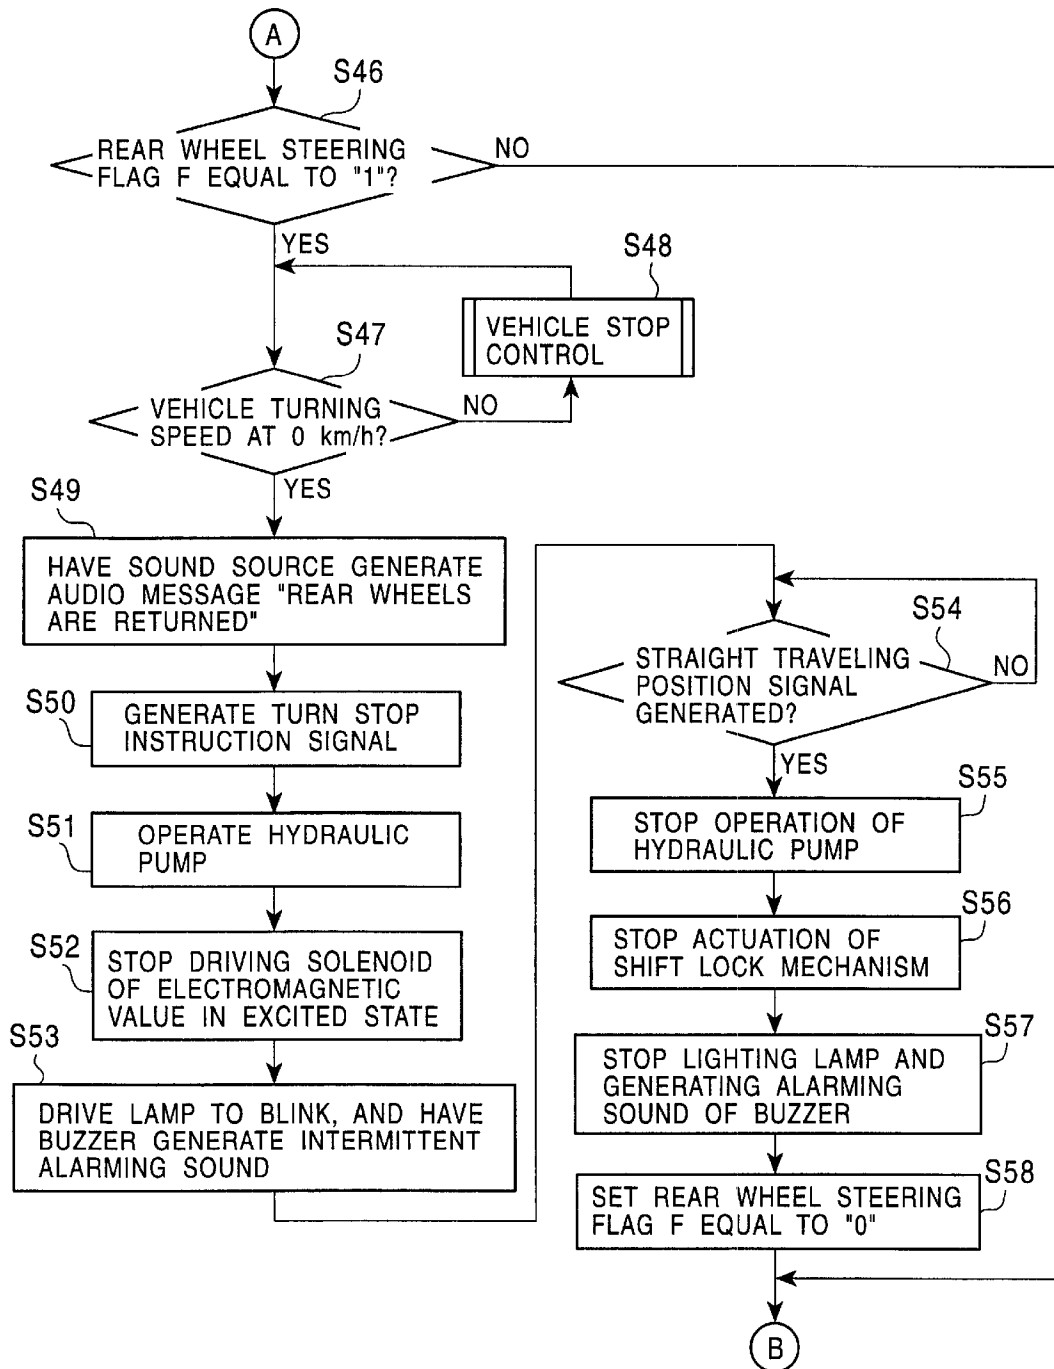 A
S46
REAR WHEEL STEERING
FLAG F EQUAL TO "1"?
NO
YES
S48
VEHICLE STOP
CONTROL
S47
VEHICLE TURNING
SPEED AT 0 km/h?
NO
YES
S49
HAVE SOUND SOURCE GENERATE
AUDIO MESSAGE "REAR WHEELS
ARE RETURNED"
S50
GENERATE TURN STOP
INSTRUCTION SIGNAL
S51
OPERATE HYDRAULIC
PUMP
S52
STOP DRIVING SOLENOID
OF ELECTROMAGNETIC
VALUE IN EXCITED STATE
S53
DRIVE LAMP TO BLINK, AND HAVE
BUZZER GENERATE INTERMITTENT
ALARMING SOUND
S54
STRAIGHT TRAVELING
POSITION SIGNAL
GENERATED?
NO
YES
S55
STOP OPERATION OF
HYDRAULIC PUMP
S56
STOP ACTUATION OF
SHIFT LOCK MECHANISM
S57
STOP LIGHTING LAMP AND
GENERATING ALARMING
SOUND OF BUZZER
S58
SET REAR WHEEL STEERING
FLAG F EQUAL TO "0"
B